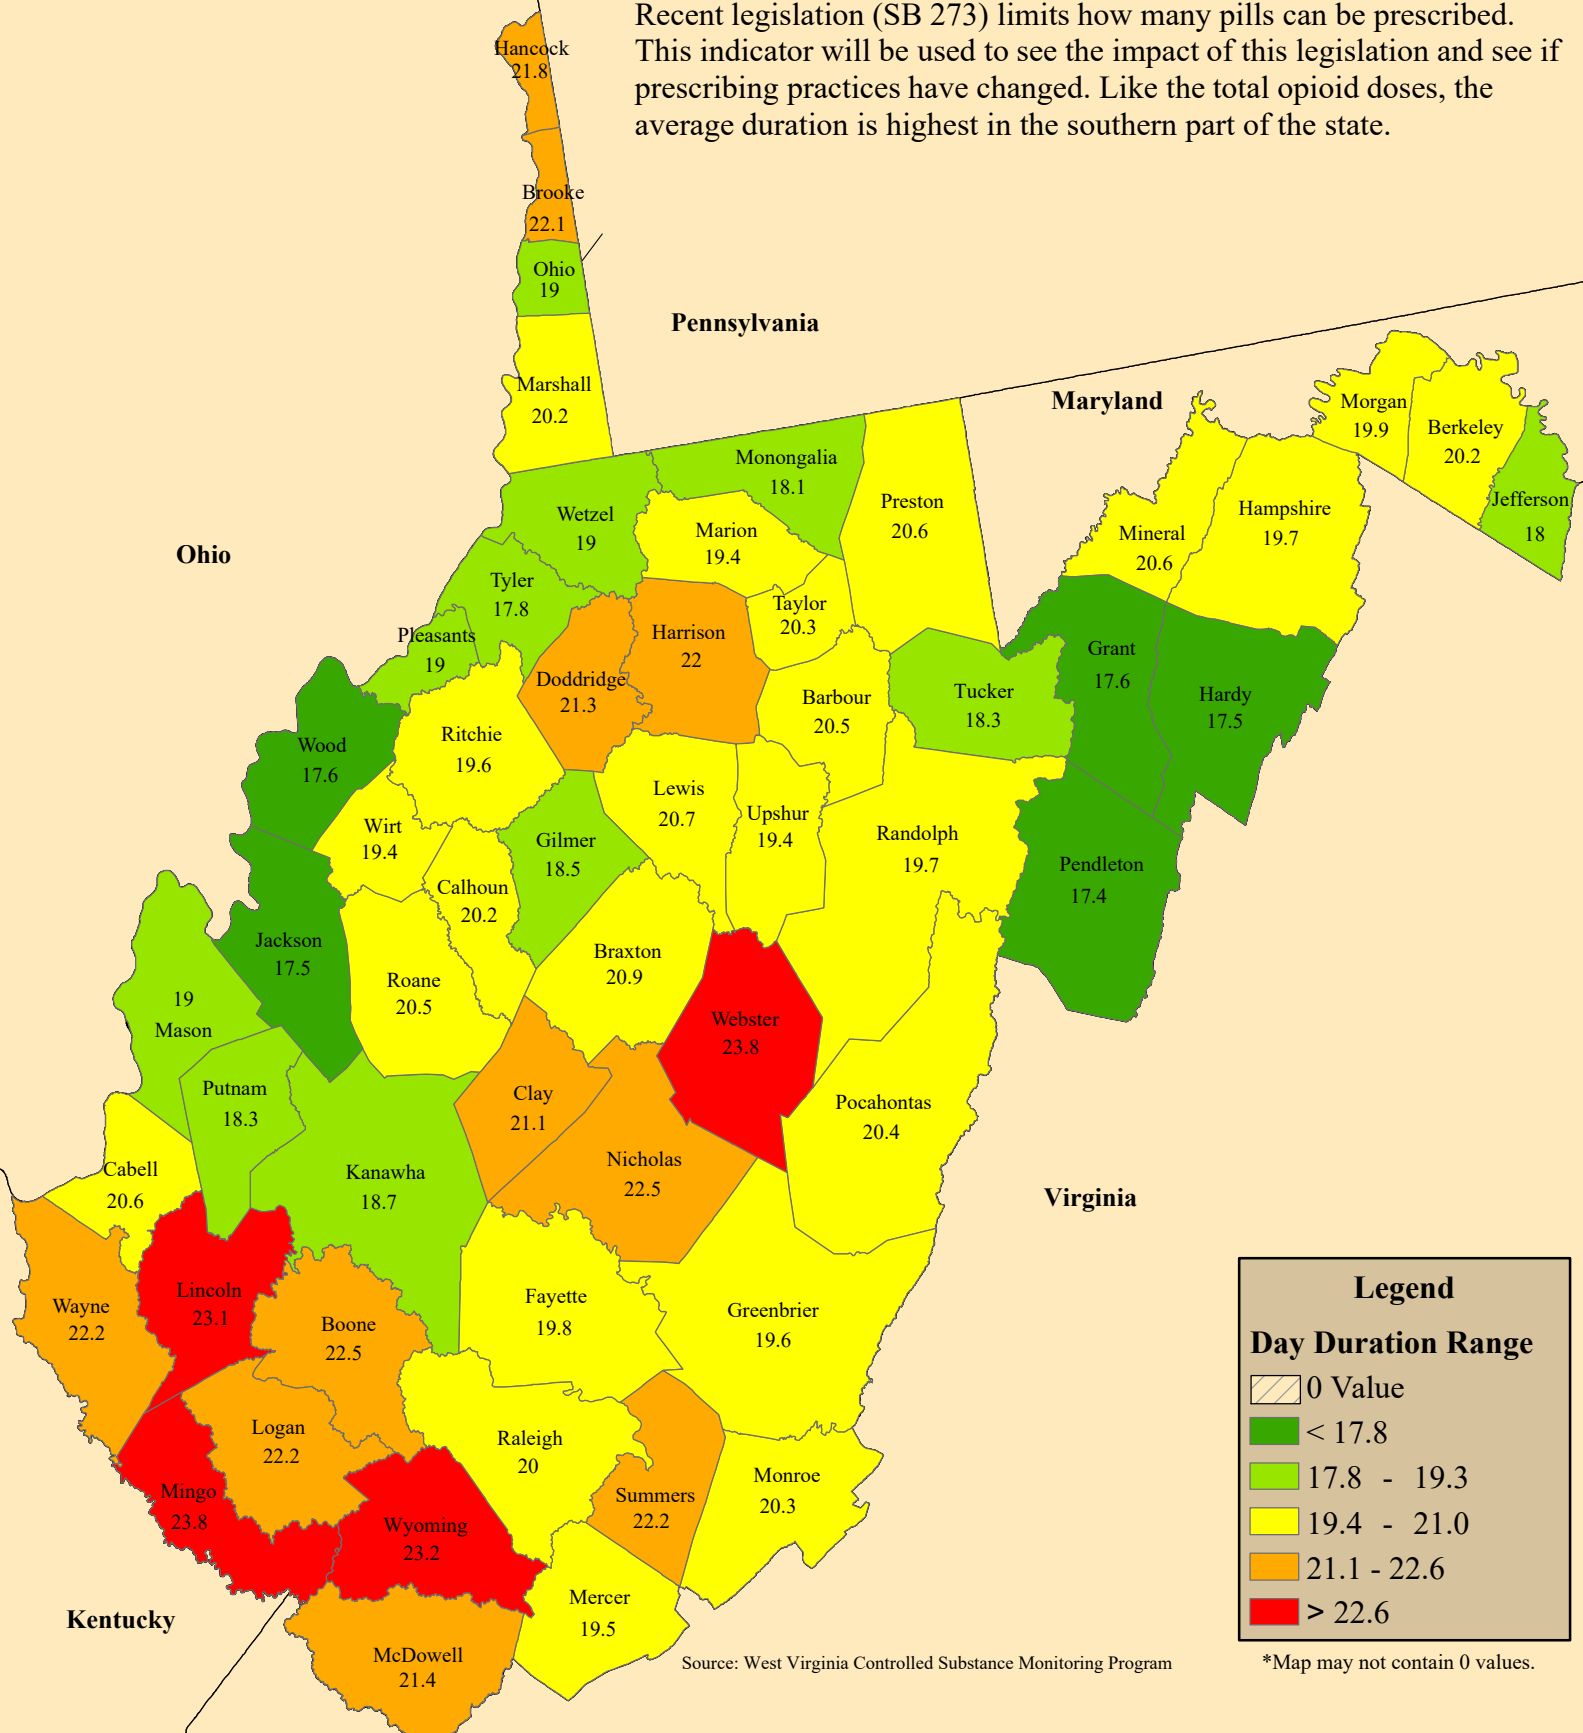 Recent legislation (SB 273) limits how many pills can be prescribed.
This indicator will be used to see the impact of this legislation and see if
prescribing practices have changed. Like the total opioid doses, the
average duration is highest in the southern part of the state.
Hancock
21.8
Brooke
22.1
Ohio
19
Pennsylvania
Marshall
20.2
Maryland
Morgan
19.9
Berkeley
20.2
Jefferson
18
Monongalia
18.1
Preston
20.6
Hampshire
19.7
Mineral
20.6
Wetzel
19
Marion
19.4
Ohio
Tyler
17.8
Taylor
20.3
Pleasants
19
Harrison
22
Doddridge
21.3
Grant
17.6
Hardy
17.5
Tucker
18.3
Barbour
20.5
Wood
17.6
Ritchie
19.6
Lewis
20.7
Upshur
19.4
Wirt
19.4
Gilmer
18.5
Randolph
19.7
Pendleton
17.4
Calhoun
20.2
Jackson
17.5
Braxton
20.9
Roane
20.5
19
Mason
Webster
23.8
Putnam
18.3
Clay
21.1
Pocahontas
20.4
Cabell
20.6
Kanawha
18.7
Nicholas
22.5
Virginia
Lincoln
23.1
Wayne
22.2
Boone
22.5
Fayette
19.8
Greenbrier
19.6
Logan
22.2
Raleigh
20
Monroe
20.3
Summers
22.2
Mingo
23.8
Wyoming
23.2
Mercer
19.5
Kentucky
McDowell
21.4
Legend
Day Duration Range
0 Value
< 17.8
17.8 - 19.3
19.4 - 21.0
21.1 - 22.6
> 22.6
Source: West Virginia Controlled Substance Monitoring Program
*Map may not contain 0 values.